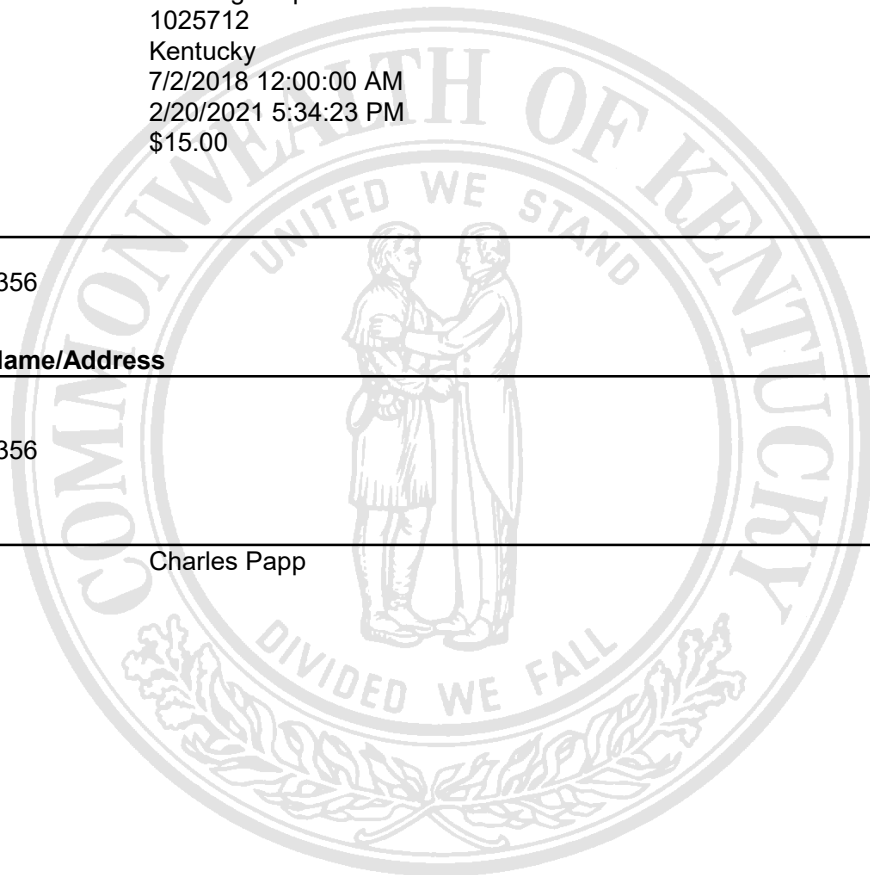 1025712
Kentucky
7/2/2018 12:00:00 AM
2/20/2021 5:34:23 PM
$15.00
COMMONWEALTH OF KENTUCKY
UNITED WE STAND
356
Name/Address
356
Charles Papp
DIVIDED WE FALL